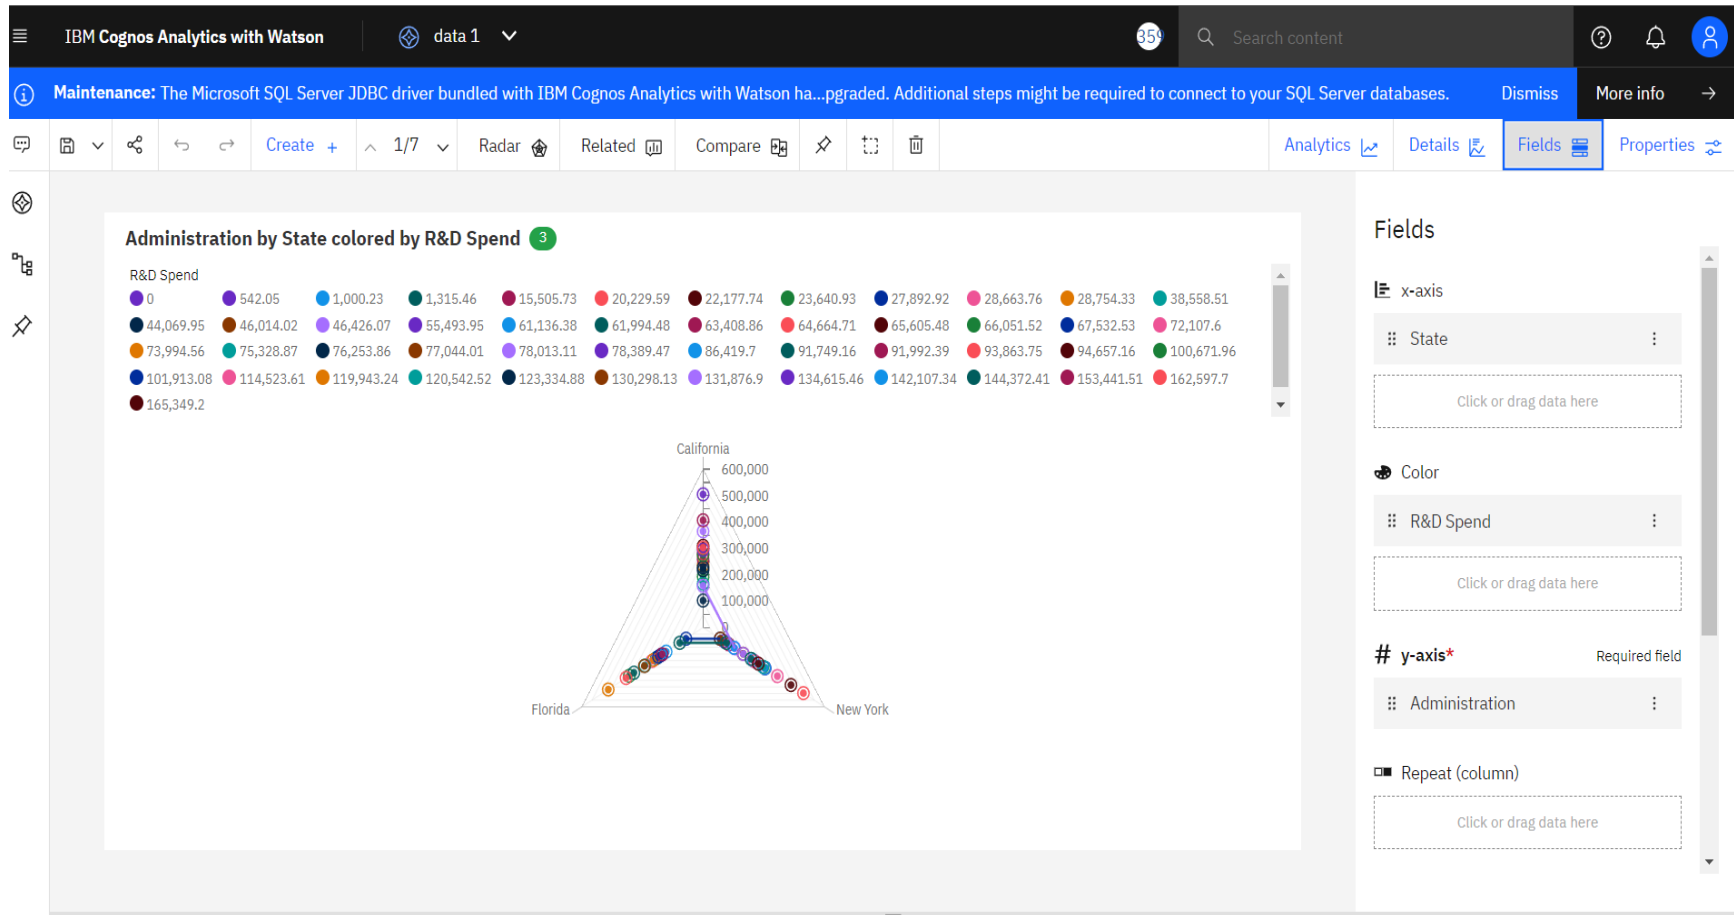 IBM Cognos Analytics with Watson
data 1
359
Search content
Maintenance: The Microsoft SQL Server JDBC driver bundled with IBM Cognos Analytics with Watson ha...pgraded. Additional steps might be required to connect to your SQL Server databases.
Dismiss
More info
Create +
1/7
Radar
Related
Compare
Analytics
Details
Fields
Properties
Administration by State colored by R&D Spend 3
R&D Spend
0 542.05 1,000.23 1,315.46 15,505.73 20,229.59 22,177.74 23,640.93 27,892.92 28,663.76 28,754.33 38,558.51
44,069.95 46,014.02 46,426.07 55,493.95 61,136.38 61,994.48 63,408.86 64,664.71 65,605.48 66,051.52 67,532.53 72,107.6
73,994.56 75,328.87 76,253.86 77,044.01 78,013.11 78,389.47 86,419.7 91,749.16 91,992.39 93,863.75 94,657.16 100,671.96
101,913.08 114,523.61 119,943.24 120,542.52 123,334.88 130,298.13 131,876.9 134,615.46 142,107.34 144,372.41 153,441.51 162,597.7
165,349.2
California
600,000
500,000
400,000
300,000
200,000
100,000
0
Florida
New York
Fields
x-axis
State
Click or drag data here
Color
R&D Spend
Click or drag data here
# y-axis*
Required field
Administration
Repeat (column)
Click or drag data here